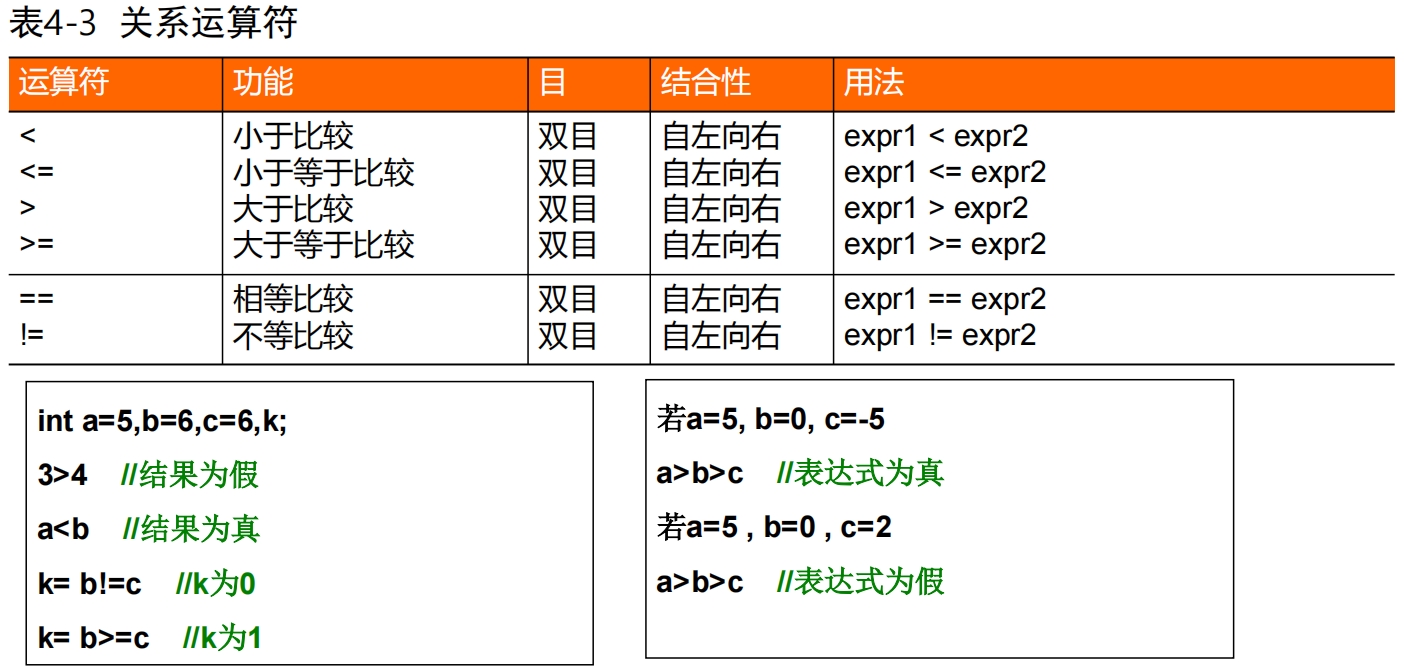 表4-3 关系运算符
运算符 功能 目 结合性 用法
< 小于比较 双目 自左向右 expr1 < expr2
<= 小于等于比较 双目 自左向右 expr1 <= expr2
> 大于比较 双目 自左向右 expr1 > expr2
>= 大于等于比较 双目 自左向右 expr1 >= expr2
== 相等比较 双目 自左向右 expr1 == expr2
!= 不等比较 双目 自左向右 expr1 != expr2
int a=5,b=6,c=6,k;
3>4 //结果为假
a<b //结果为真
k= b!=c //k为0
k= b>=c //k为1
若a=5, b=0, c=-5
a>b>c //表达式为真
若a=5 , b=0 , c=2
a>b>c //表达式为假